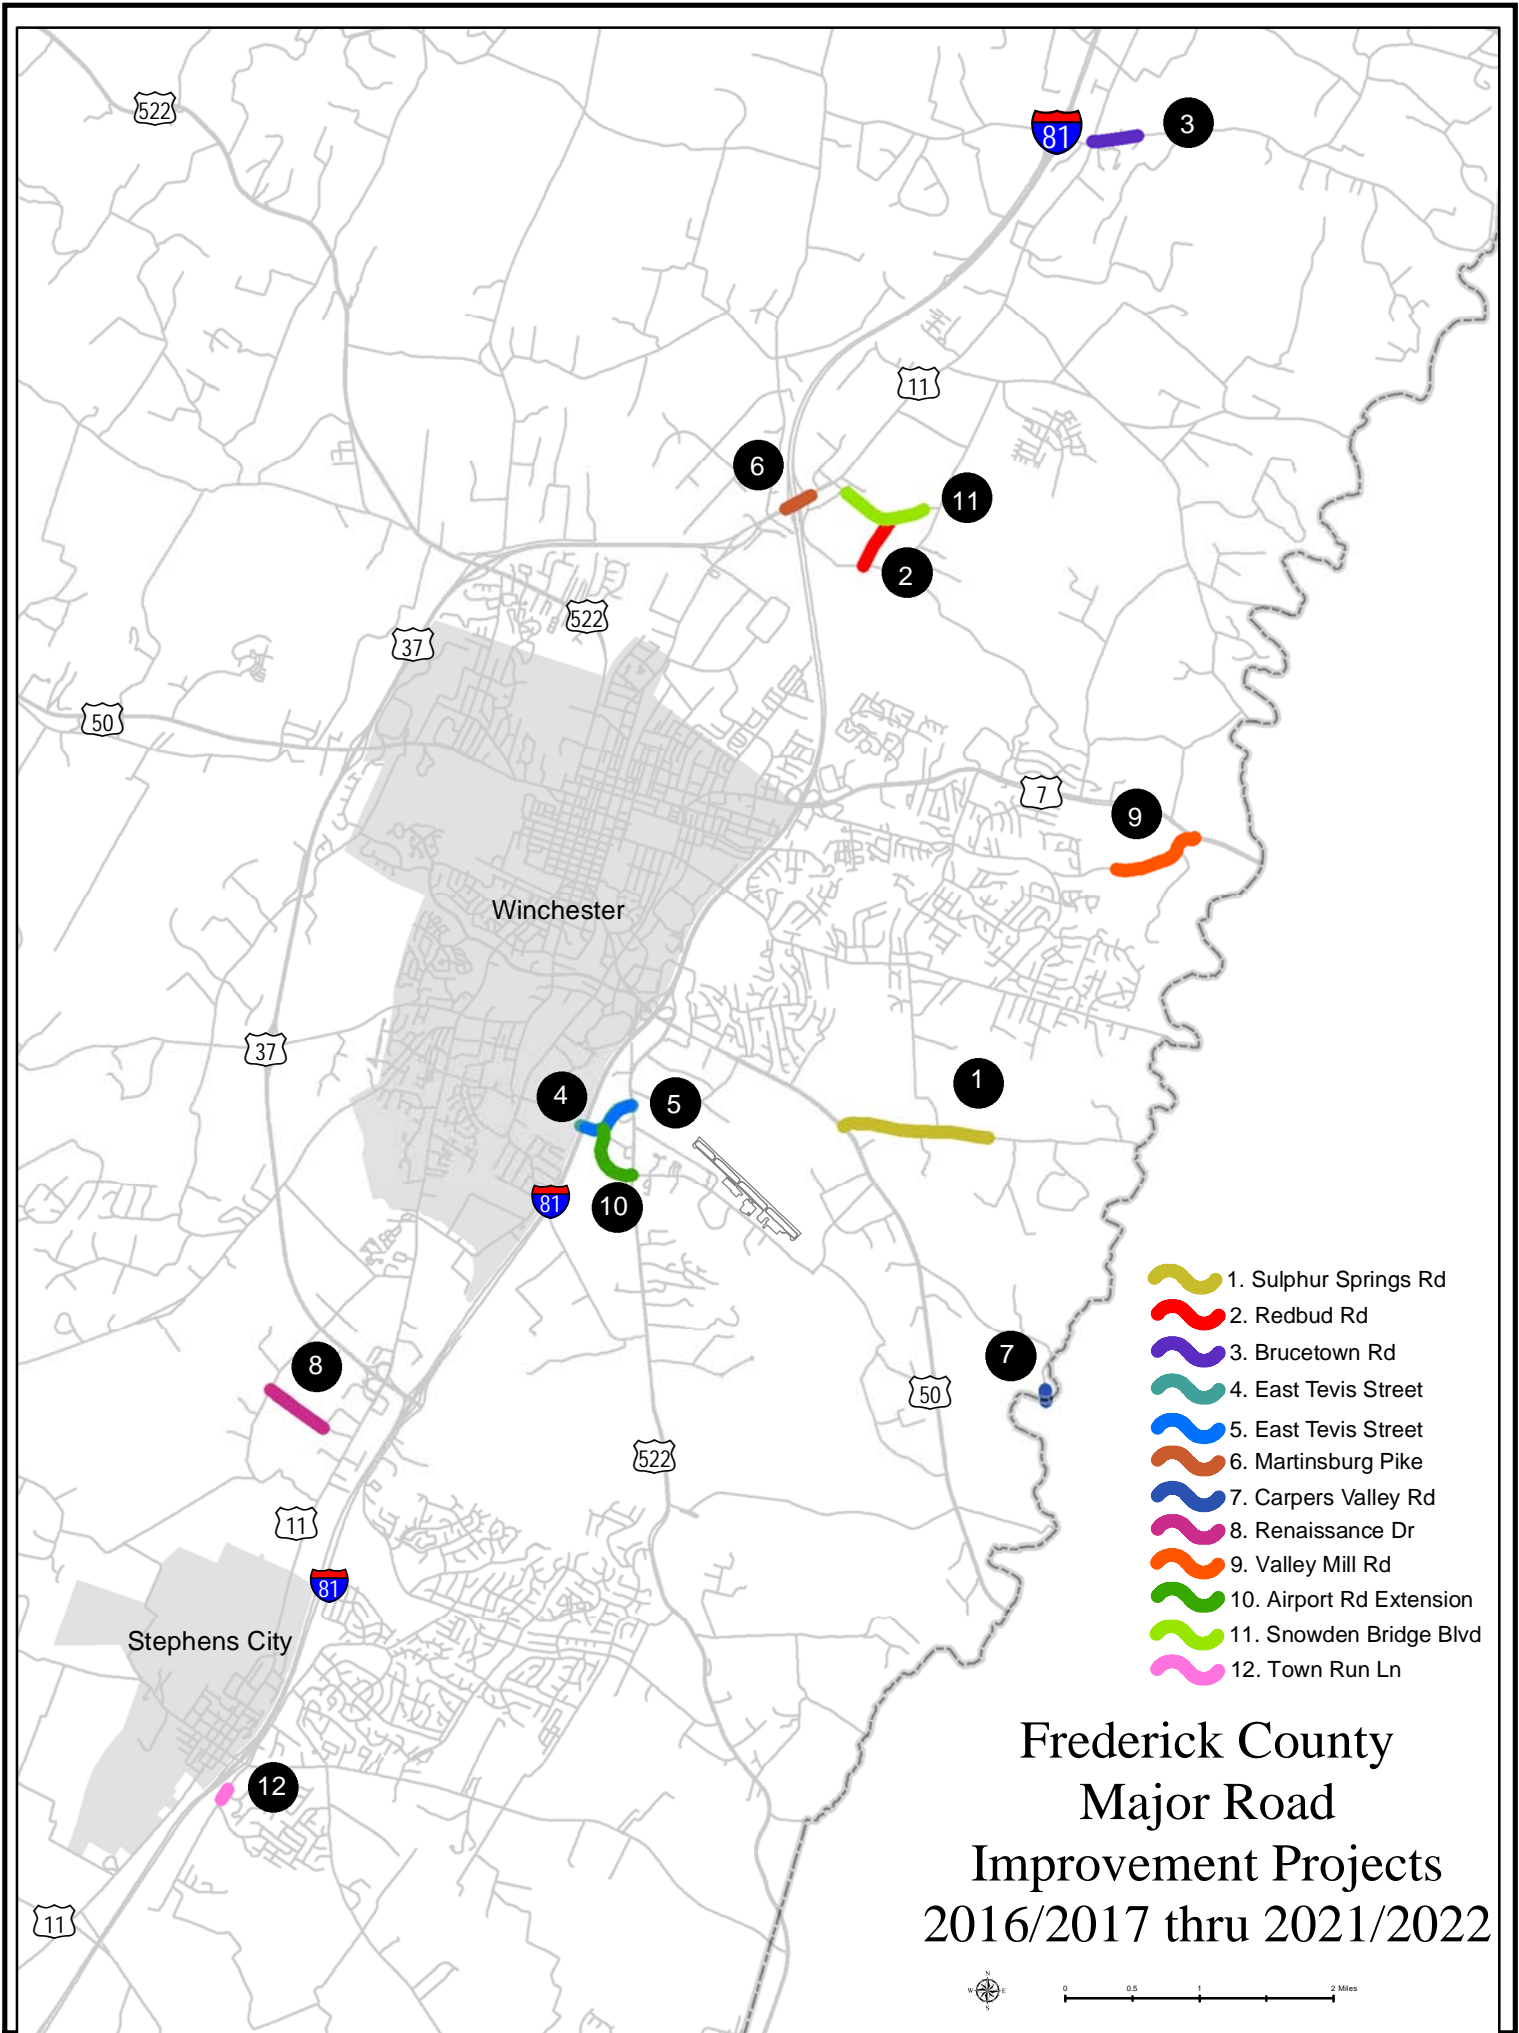 522
81
3
11
6
11
2
522
37
50
7
9
Winchester
37
1
4
5
81
10
7
8
50
522
11
81
Stephens City
12
11
1. Sulphur Springs Rd
2. Redbud Rd
3. Brucetown Rd
4. East Tevis Street
5. East Tevis Street
6. Martinsburg Pike
7. Carpers Valley Rd
8. Renaissance Dr
9. Valley Mill Rd
10. Airport Rd Extension
11. Snowden Bridge Blvd
12. Town Run Ln
Frederick County
Major Road
Improvement Projects
2016/2017 thru 2021/2022
N
W E
S
0 0.5 1 2 Miles